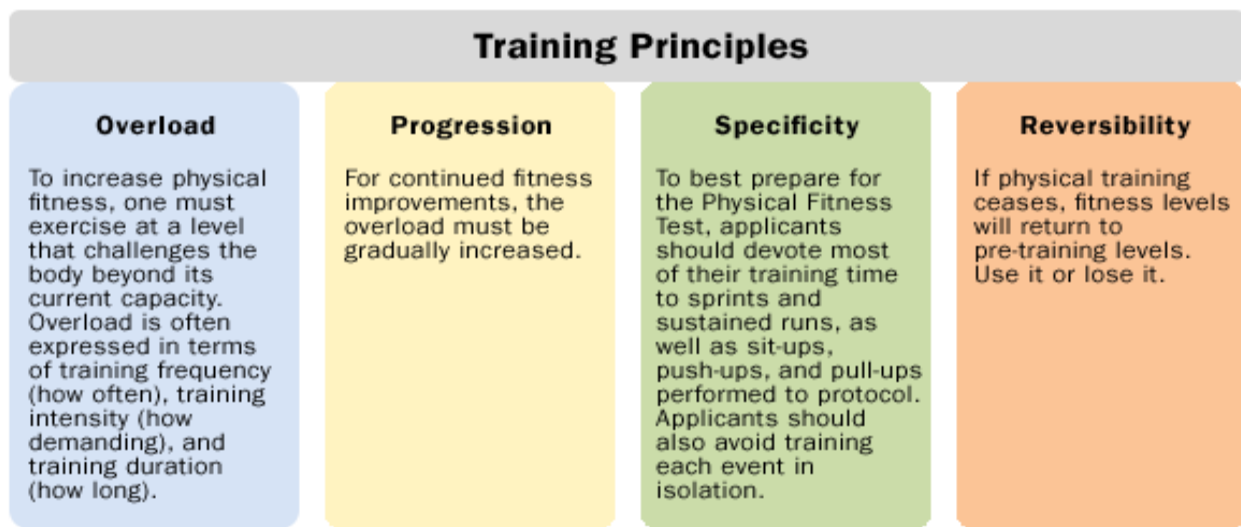 Training Principles
Overload
To increase physical
fitness, one must
exercise at a level
that challenges the
body beyond its
current capacity.
Overload is often
expressed in terms
of training frequency
(how often), training
intensity (how
demanding), and
training duration
(how long).
Progression
For continued fitness
improvements, the
overload must be
gradually increased.
Specificity
To best prepare for
the Physical Fitness
Test, applicants
should devote most
of their training time
to sprints and
sustained runs, as
well as sit-ups,
push-ups, and pull-ups
performed to protocol.
Applicants should
also avoid training
each event in
isolation.
Reversibility
If physical training
ceases, fitness levels
will return to
pre-training levels.
Use it or lose it.